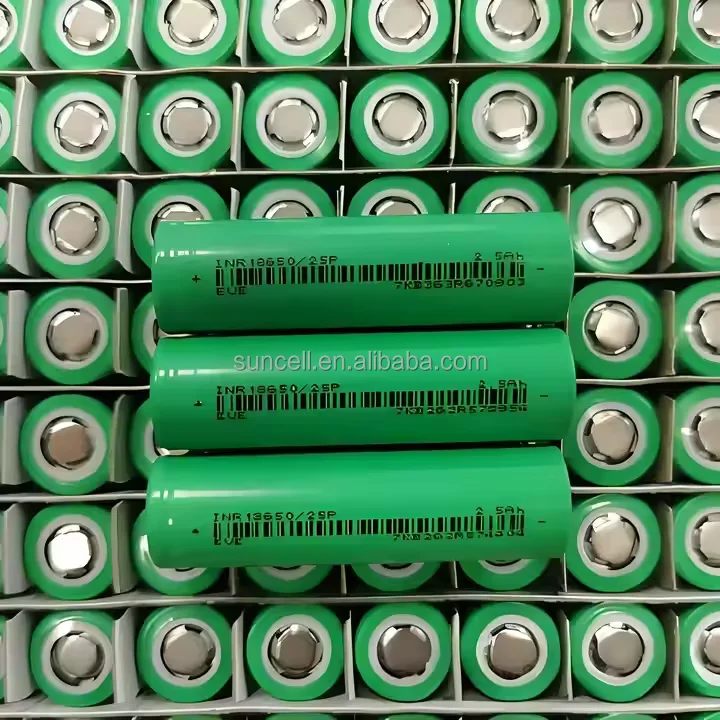 + INR18650/25P 2.5Ah -
EVE 7KD363R670903
suncell.en.alibaba.com
+ INR18650/25P 2.5Ah -
EVE
+ INR18650/25P 2.5Ah -
EVE